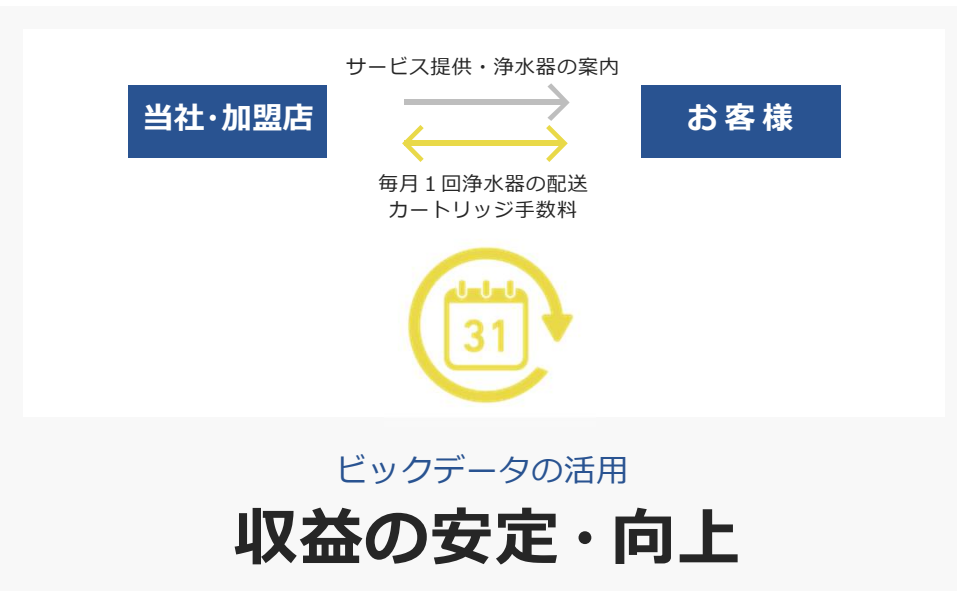 サービス提供・浄水器の案内
当社・加盟店
お客様
毎月１回浄水器の配送
カートリッジ手数料
31
ビックデータの活用
収益の安定・向上